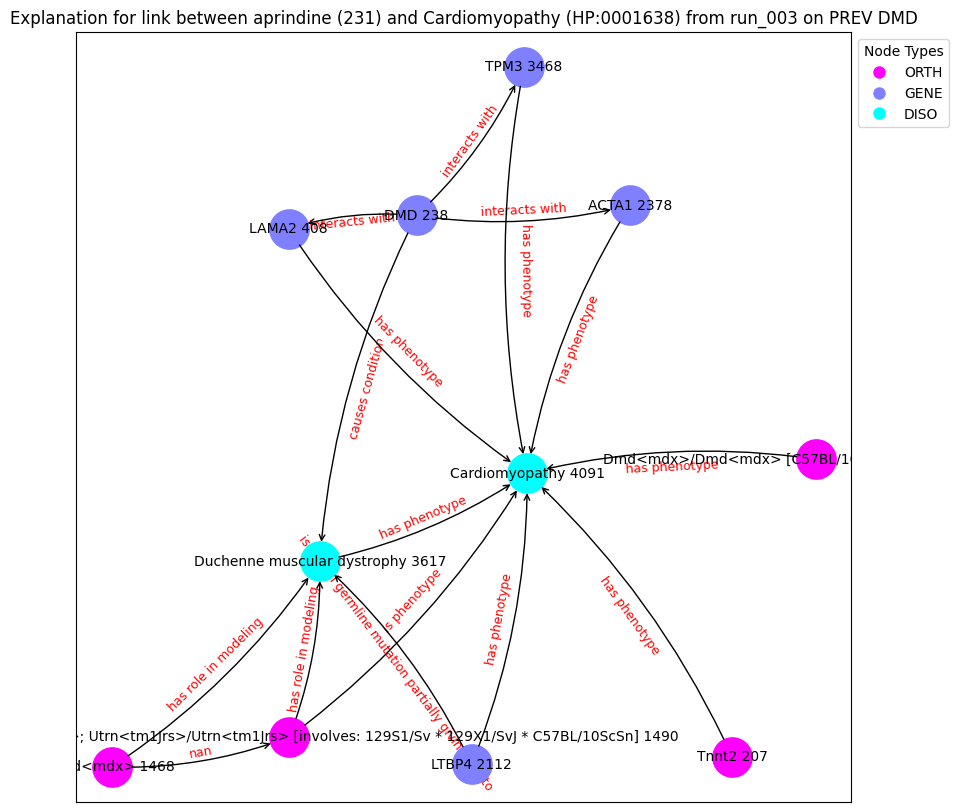 Explanation for link between aprindine (231) and Cardiomyopathy (HP:0001638) from run_003 on PREV DMD
Node Types
ORTH
GENE
DISO
TPM3 3468
interacts with
ACTA1 2378
interacts with
DMD 238
LAMA2 408
interacts with
has phenotype
has phenotype
has phenotype
causes condition
Dmd<mdx>/Dmd<mdx> [C57BL/10
has phenotype
Cardiomyopathy 4091
has phenotype
Duchenne muscular dystrophy 3617
is
germline mutation partially
to
s phenotype
has phenotype
has phenotype
has role in modeling
has role in modeling
; Utrn<tm1Jrs>/Utrn<tm1Jrs> [involves: 129S1/Sv * 129X1/SvJ * C57BL/10ScSn] 1490
nan
d<mdx> 1468
LTBP4 2112
Tnnt2 207